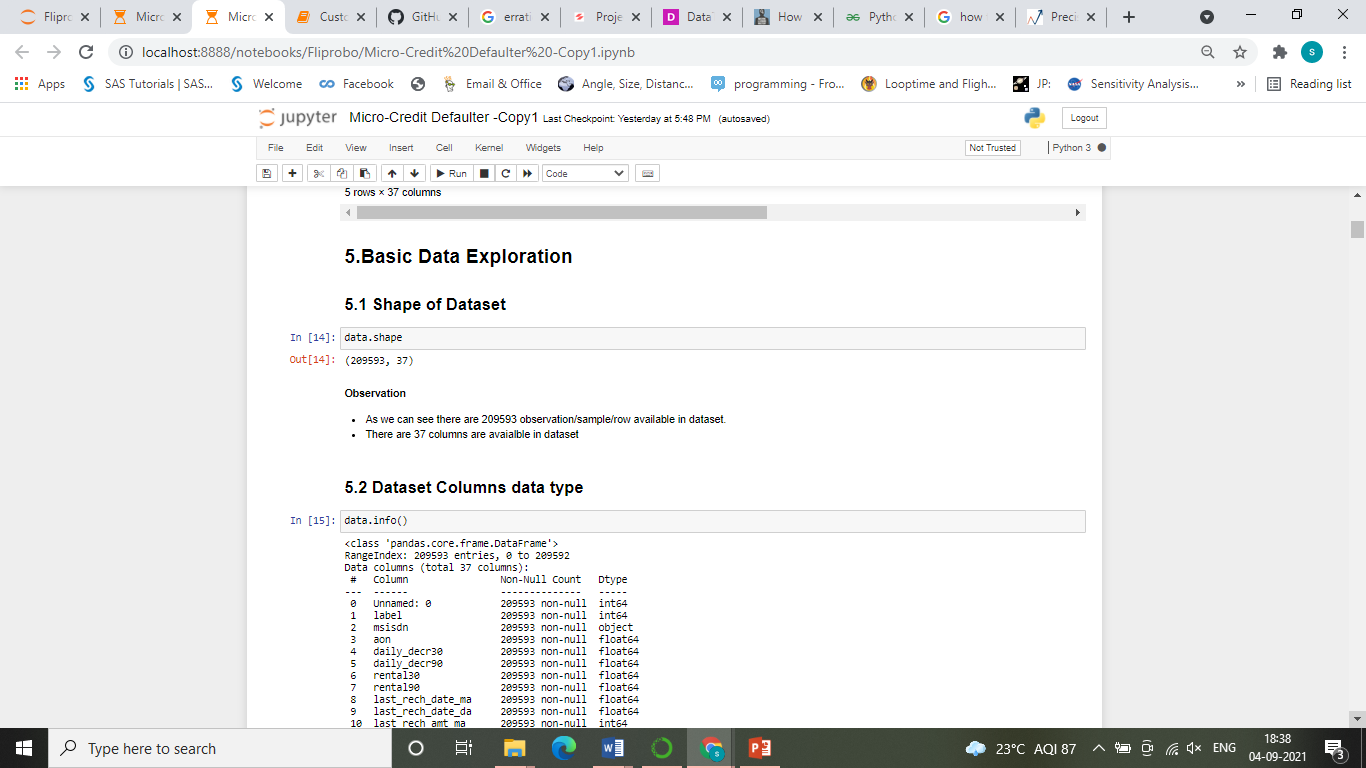 Flipro
Micro
Micro
Custo
GitHu
errati
Proje
DataT
How
Pytho
how
Preci
localhost:8888/notebooks/Fliprobo/Micro-Credit%20Defaulter%20-Copy1.ipynb
S
Apps
SAS Tutorials | SAS...
Welcome
Facebook
Email & Office
Angle, Size, Distanc...
programming - Fro...
Looptime and Fligh...
JP:
Sensitivity Analysis...
»
Reading list
jupyter Micro-Credit Defaulter -Copy1 Last Checkpoint: Yesterday at 5:48 PM (autosaved)
Logout
File Edit View Insert Cell Kernel Widgets Help
Not Trusted
Python 3
Run
Code
5 rows × 37 columns
5.Basic Data Exploration
5.1 Shape of Dataset
In [14]: data.shape
Out[14]: (209593, 37)
Observation
• As we can see there are 209593 observation/sample/row available in dataset.
• There are 37 columns are avaialble in dataset
5.2 Dataset Columns data type
In [15]: data.info()
<class 'pandas.core.frame.DataFrame'>
RangeIndex: 209593 entries, 0 to 209592
Data columns (total 37 columns):
# Column Non-Null Count Dtype
--- ------ -------------- -----
0 Unnamed: 0 209593 non-null int64
1 label 209593 non-null int64
2 msisdn 209593 non-null object
3 aon 209593 non-null float64
4 daily_decr30 209593 non-null float64
5 daily_decr90 209593 non-null float64
6 rental30 209593 non-null float64
7 rental90 209593 non-null float64
8 last_rech_date_ma 209593 non-null float64
9 last_rech_date_da 209593 non-null float64
10 last_rech_amt_ma 209593 non-null int64
Type here to search
23°C AQI 87
ENG
18:38
04-09-2021
3